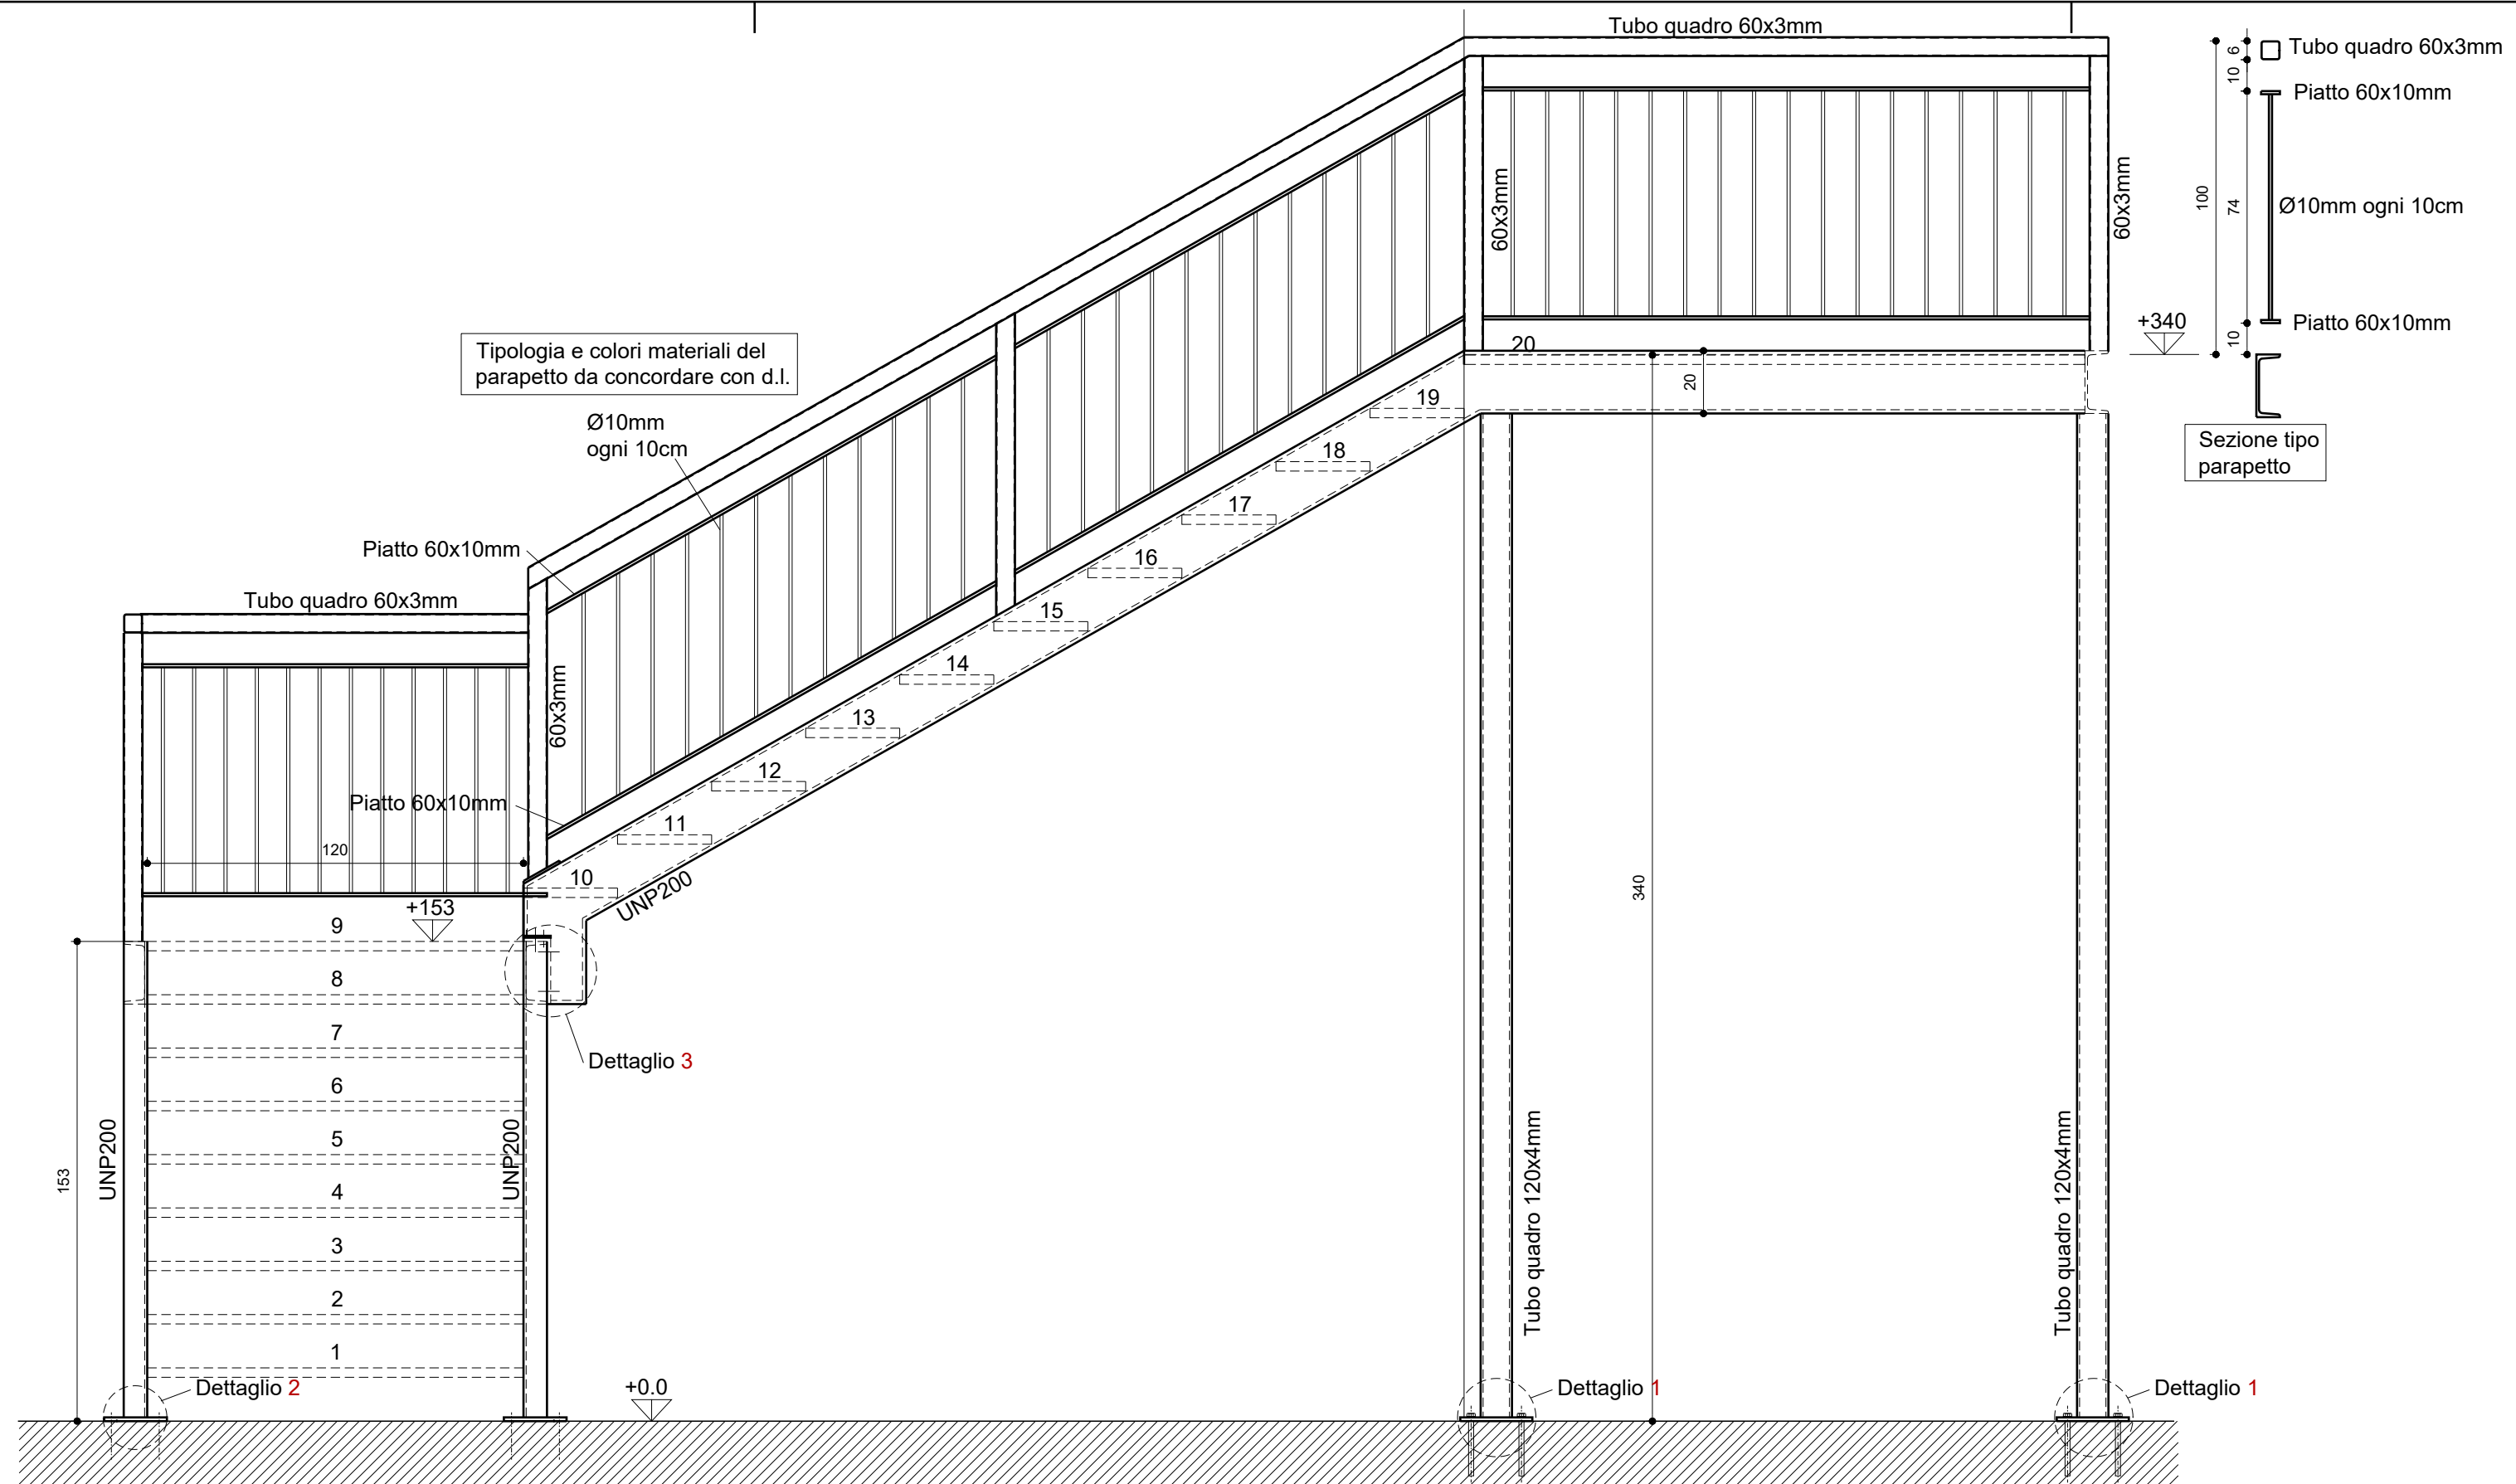 Tubo quadro 60x3mm
6
Tubo quadro 60x3mm
10
Piatto 60x10mm
100
74
Ø10mm ogni 10cm
60x3mm
60x3mm
+340
Piatto 60x10mm
10
20
20
Sezione tipo
parapetto
Tipologia e colori materiali del
parapetto da concordare con d.l.
Ø10mm
ogni 10cm
Piatto 60x10mm
Tubo quadro 60x3mm
60x3mm
Piatto 60x10mm
120
19
18
17
16
15
14
13
12
11
10
UNP200
+153
9
8
7
6
5
4
3
2
1
340
153
UNP200
UNP200
Dettaglio 3
Tubo quadro 120x4mm
Tubo quadro 120x4mm
Dettaglio 2
+0.0
Dettaglio 1
Dettaglio 1